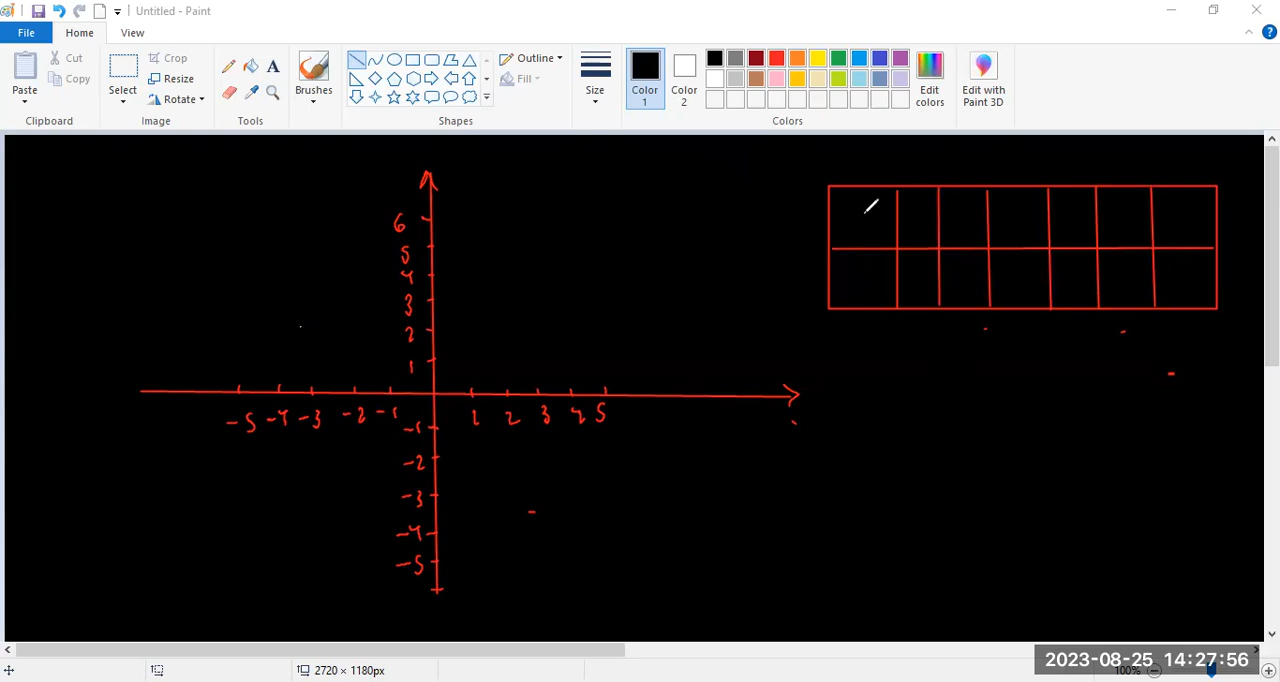 Untitled - Paint
File Home View
Paste
Cut
Copy
Clipboard
Select
Crop
Resize
Rotate
Image
A
Tools
Brushes
Shapes
Outline
Fill
Size
Color 1
Color 2
Colors
Edit colors
Edit with Paint 3D
6
5
4
3
2
1
-5 -4 -3 -2 -1 1 2 3 4 5
-1
-2
-3
-4
-5
2720 × 1180px
100%
2023-08-25 14:27:56